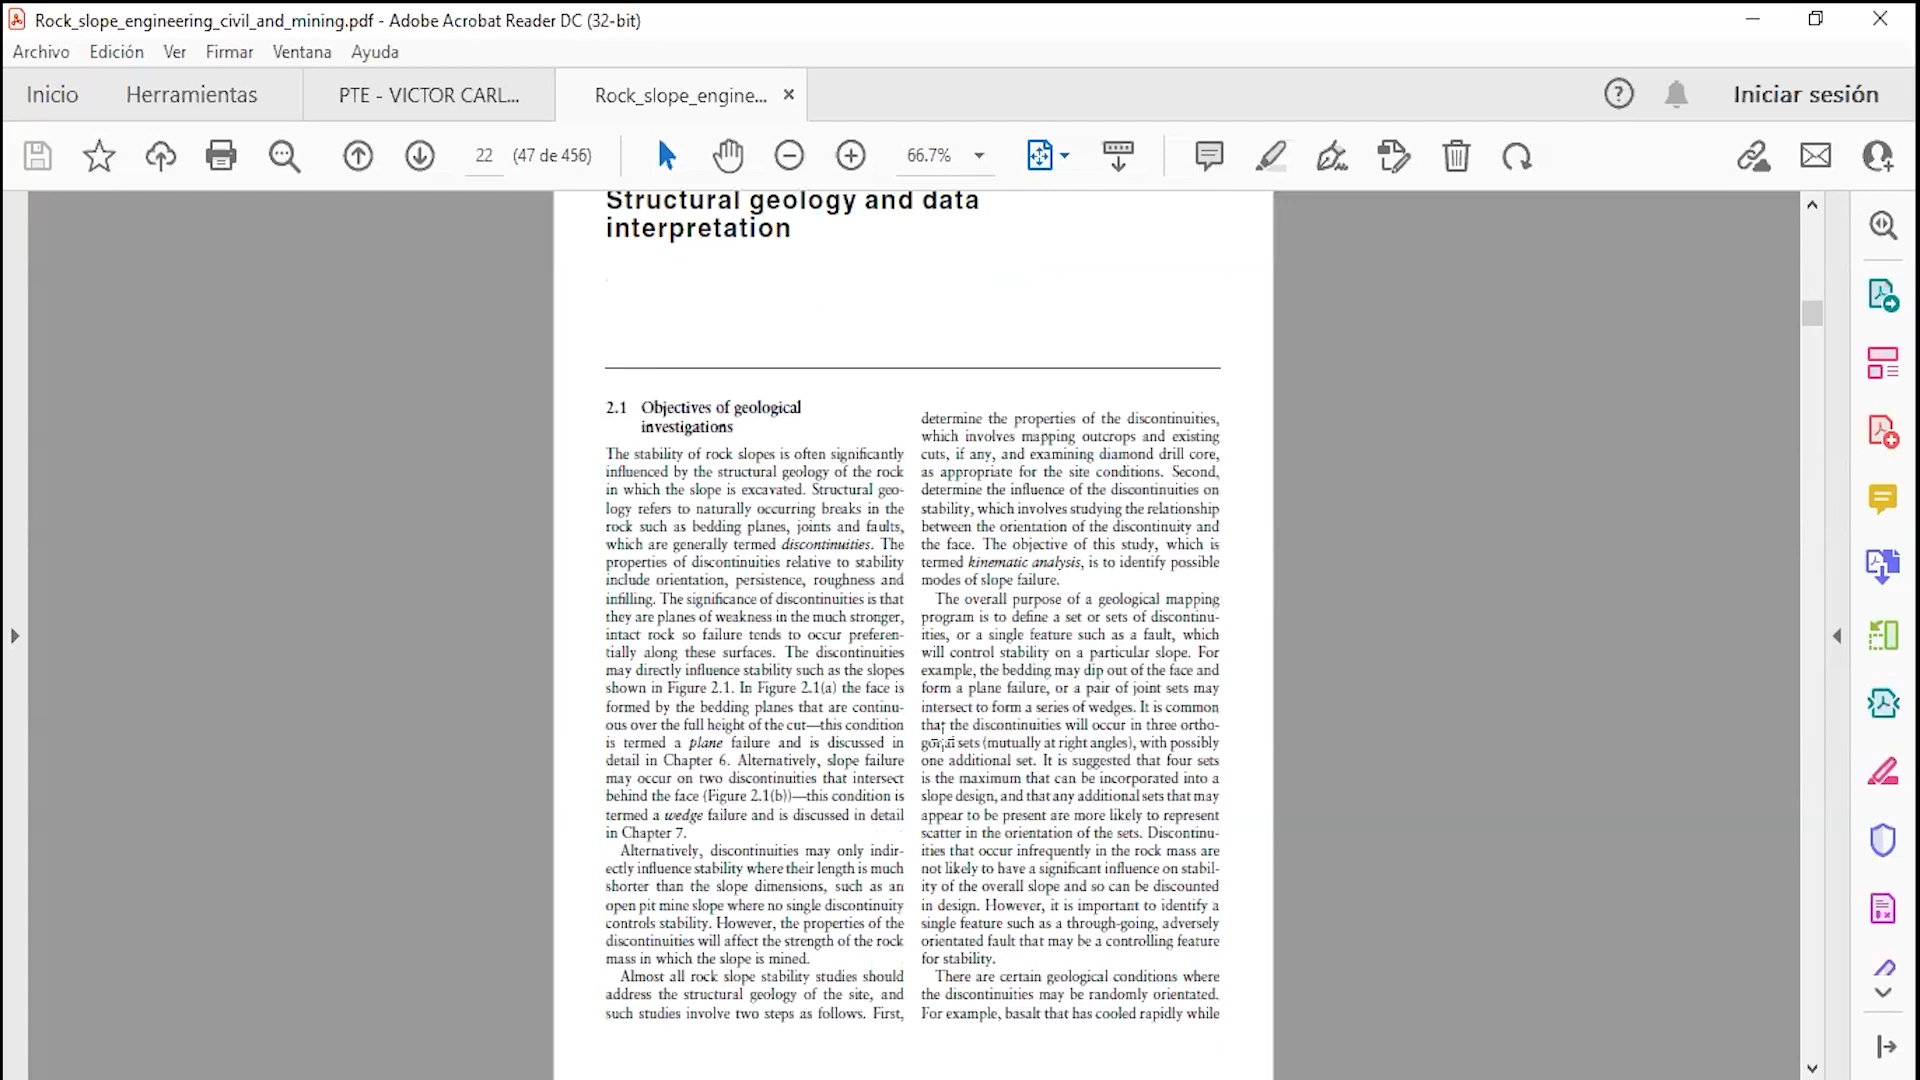 Rock_slope_engineering_civil_and_mining.pdf - Adobe Acrobat Reader DC (32-bit)
Archivo Edición Ver Firmar Ventana Ayuda
Inicio Herramientas PTE - VICTOR CARL... Rock_slope_engine... Iniciar sesión
22 (47 de 456) 66.7%
Structural geology and data
interpretation
2.1 Objectives of geological
investigations
The stability of rock slopes is often significantly
influenced by the structural geology of the rock
in which the slope is excavated. Structural geo-
logy refers to naturally occurring breaks in the
rock such as bedding planes, joints and faults,
which are generally termed discontinuities. The
properties of discontinuities relative to stability
include orientation, persistence, roughness and
infilling. The significance of discontinuities is that
they are planes of weakness in the much stronger,
intact rock so failure tends to occur preferen-
tially along these surfaces. The discontinuities
may directly influence stability such as the slopes
shown in Figure 2.1. In Figure 2.1(a) the face is
formed by the bedding planes that are continu-
ous over the full height of the cut—this condition
is termed a plane failure and is discussed in
detail in Chapter 6. Alternatively, slope failure
may occur on two discontinuities that intersect
behind the face (Figure 2.1(b))—this condition is
termed a wedge failure and is discussed in detail
in Chapter 7.
Alternatively, discontinuities may only indir-
ectly influence stability where their length is much
shorter than the slope dimensions, such as an
open pit mine slope where no single discontinuity
controls stability. However, the properties of the
discontinuities will affect the strength of the rock
mass in which the slope is mined.
Almost all rock slope stability studies should
address the structural geology of the site, and
such studies involve two steps as follows. First,
determine the properties of the discontinuities,
which involves mapping outcrops and existing
cuts, if any, and examining diamond drill core,
as appropriate for the site conditions. Second,
determine the influence of the discontinuities on
stability, which involves studying the relationship
between the orientation of the discontinuity and
the face. The objective of this study, which is
termed kinematic analysis, is to identify possible
modes of slope failure.
The overall purpose of a geological mapping
program is to define a set or sets of discontinu-
ities, or a single feature such as a fault, which
will control stability on a particular slope. For
example, the bedding may dip out of the face and
form a plane failure, or a pair of joint sets may
intersect to form a series of wedges. It is common
that the discontinuities will occur in three ortho-
gonal sets (mutually at right angles), with possibly
one additional set. It is suggested that four sets
is the maximum that can be incorporated into a
slope design, and that any additional sets that may
appear to be present are more likely to represent
scatter in the orientation of the sets. Discontinu-
ities that occur infrequently in the rock mass are
not likely to have a significant influence on stabil-
ity of the overall slope and so can be discounted
in design. However, it is important to identify a
single feature such as a through-going, adversely
orientated fault that may be a controlling feature
for stability.
There are certain geological conditions where
the discontinuities may be randomly orientated.
For example, basalt that has cooled rapidly while